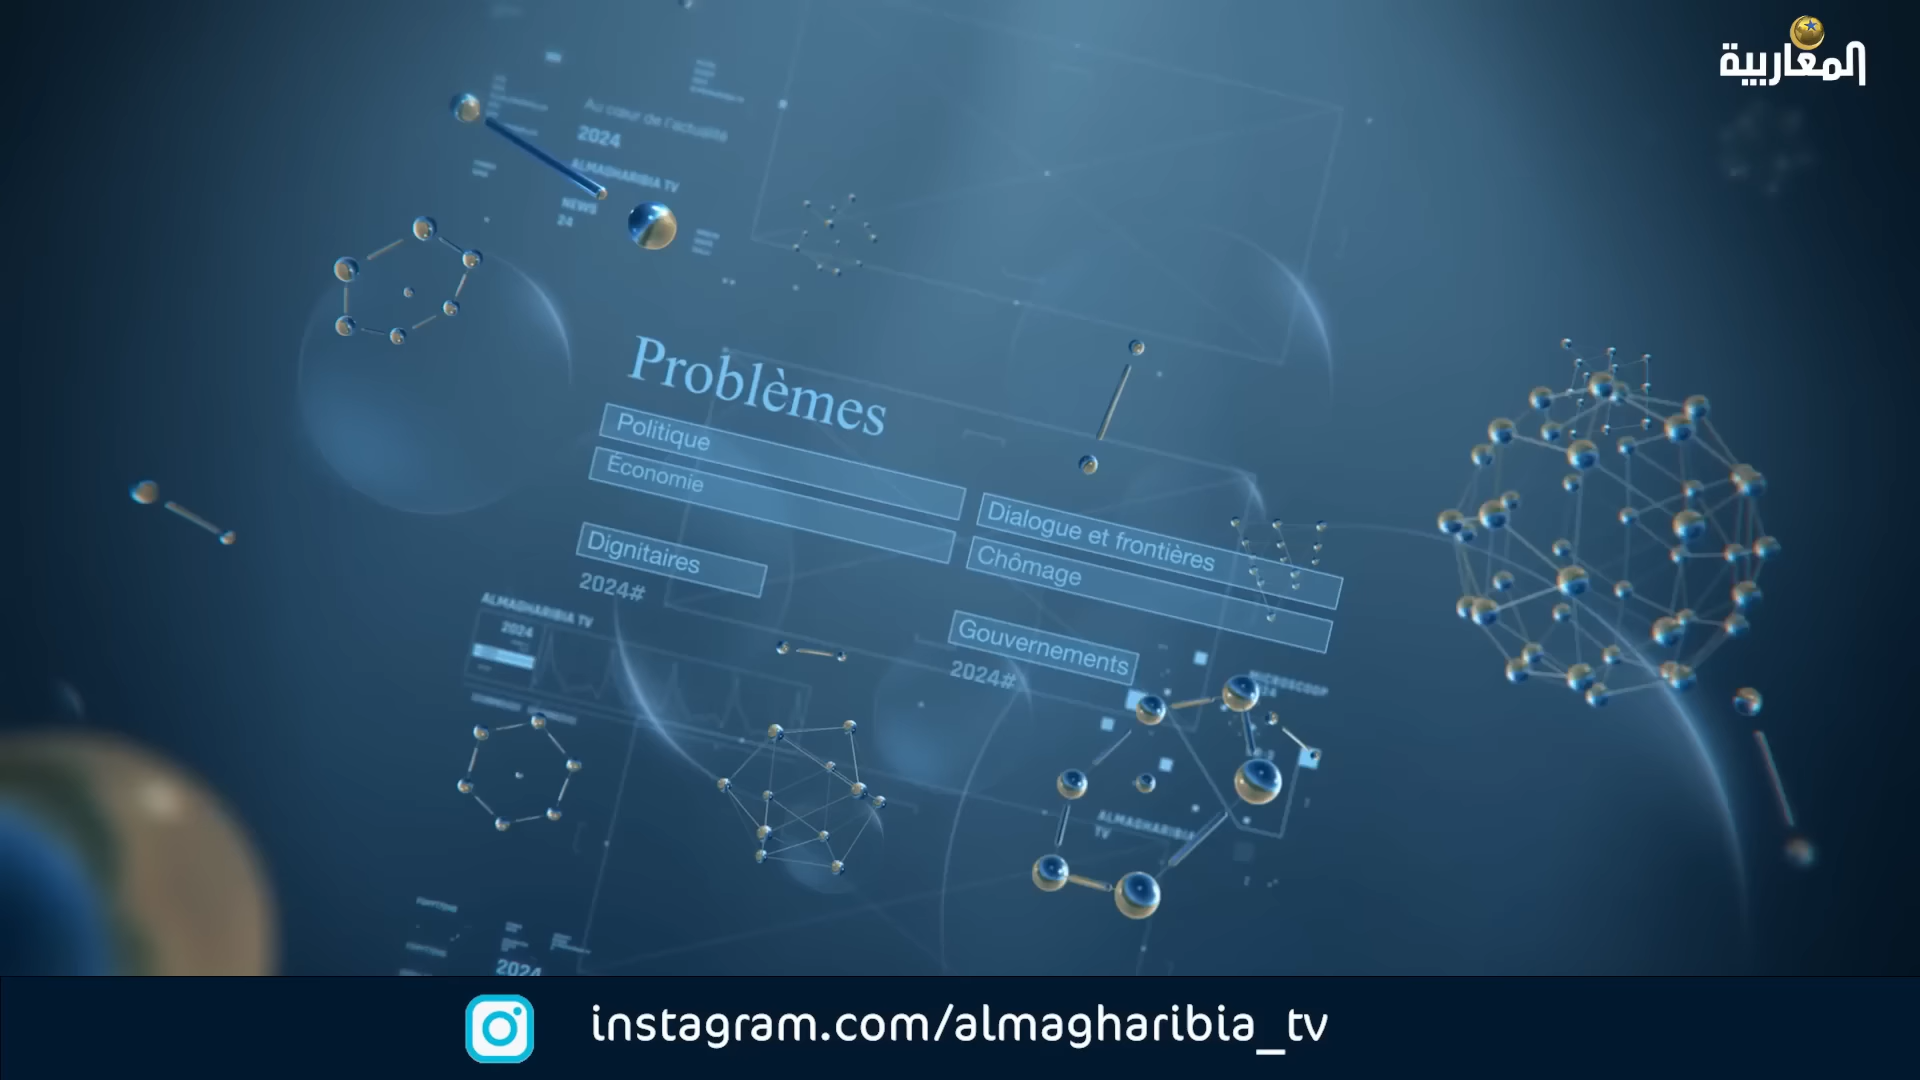 المغاربية
Au cœur de l'actualité
2024
ALMAGHARIBIA TV
NEWS
24
Problèmes
Politique
Économie
Dialogue et frontières
Chômage
Dignitaires
2024#
Gouvernements
2024#
ALMAGHARIBIA TV
2024
MICROSCOOP
ALMAGHARIBIA
TV
2024
instagram.com/almagharibia_tv